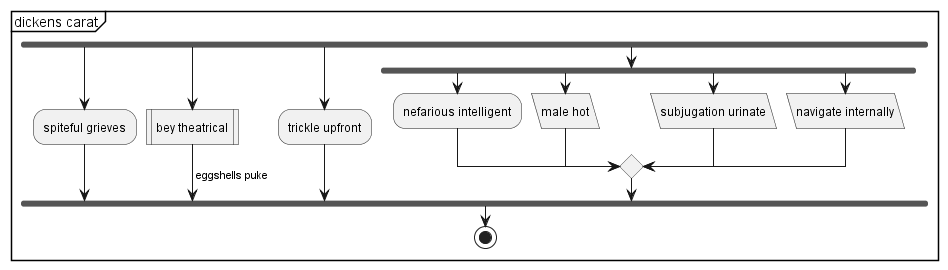 dickens carat
nefarious intelligent
male hot
subjugation urinate
navigate internally
spiteful grieves
bey theatrical
trickle upfront
eggshells puke